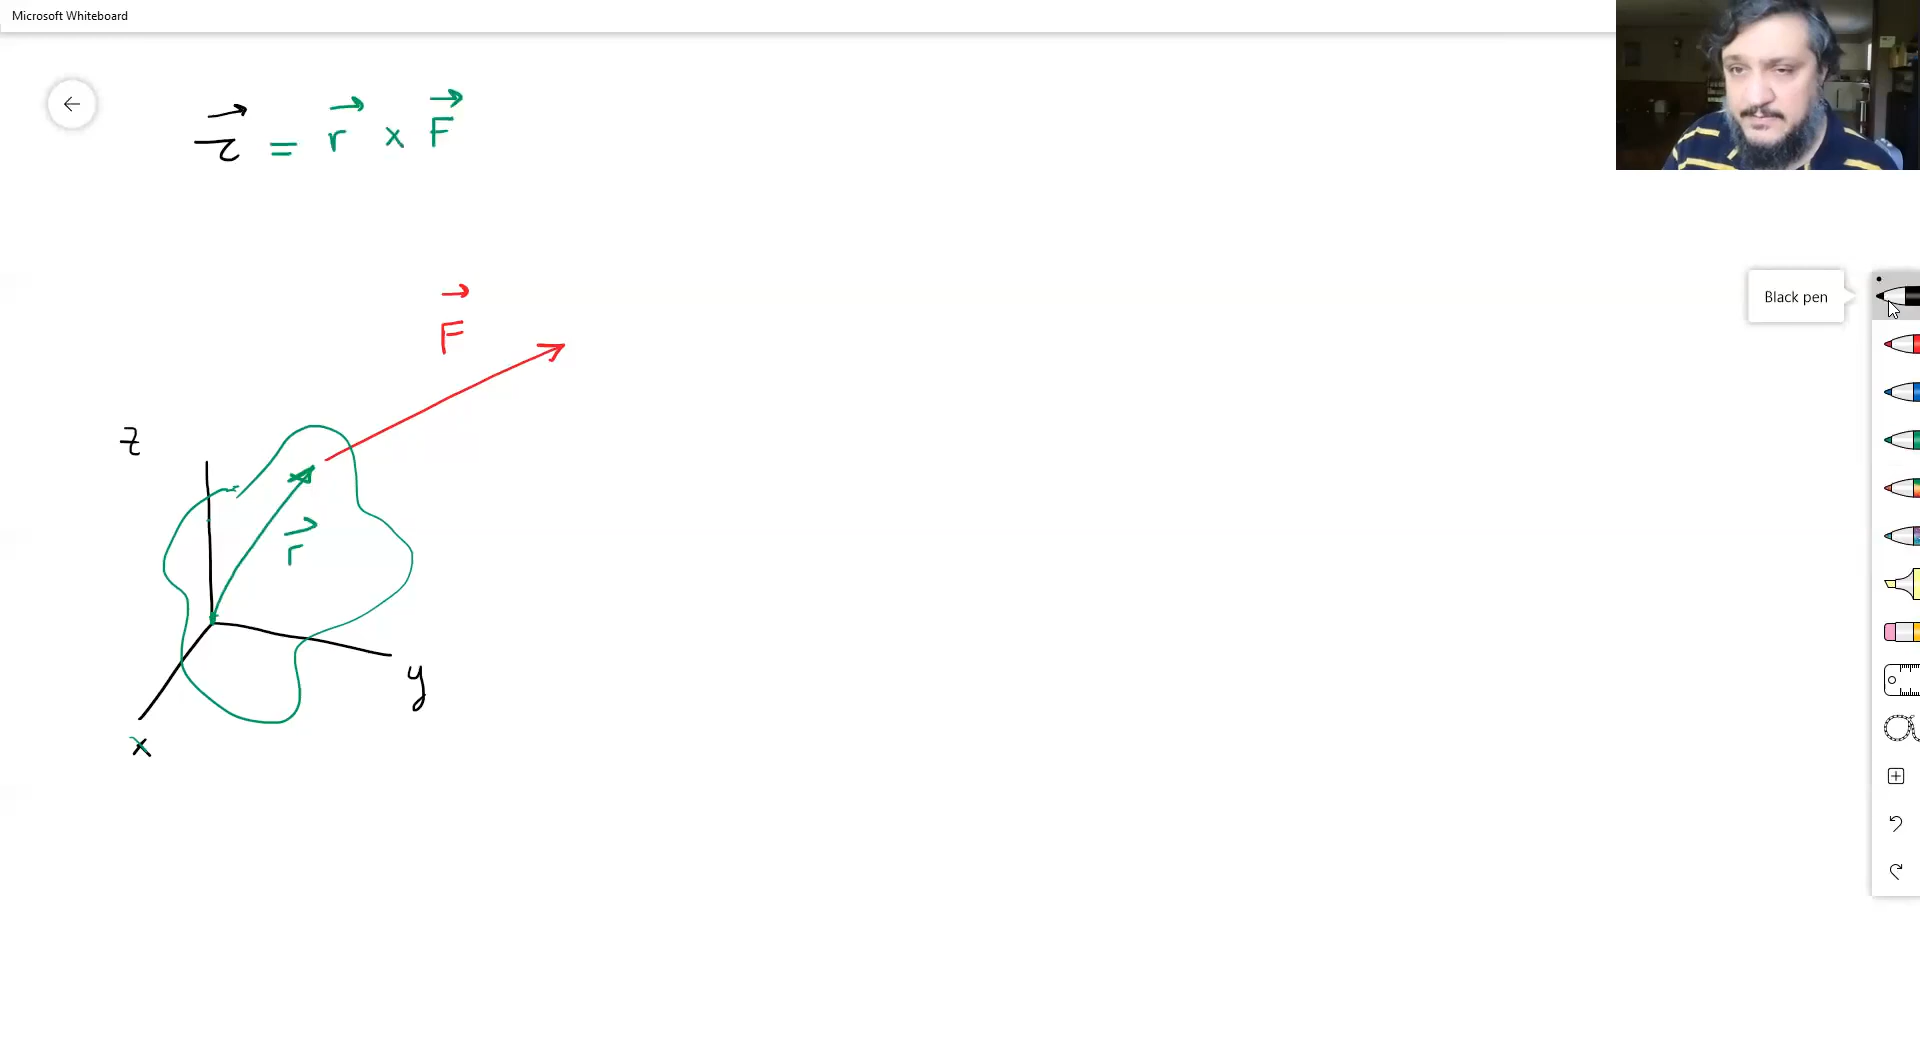 Microsoft Whiteboard
τ⃗ = r⃗ x F⃗
F⃗
Black pen
z
r⃗
y
x